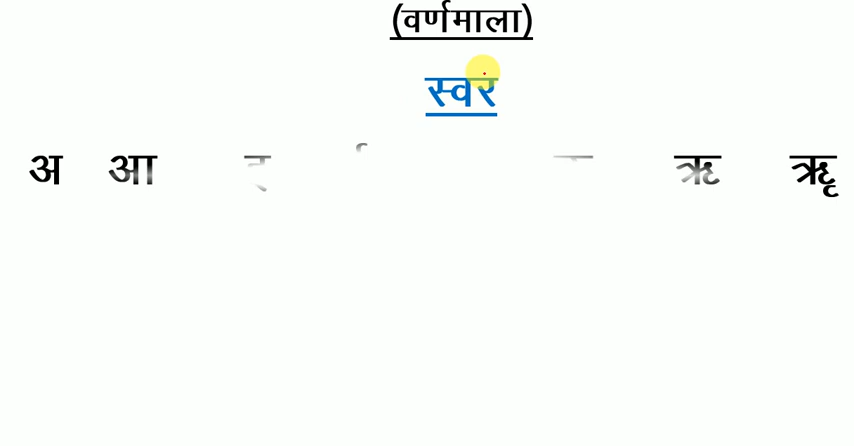 (वर्णमाला)
स्वर
अ आ इ ऋ ॠ